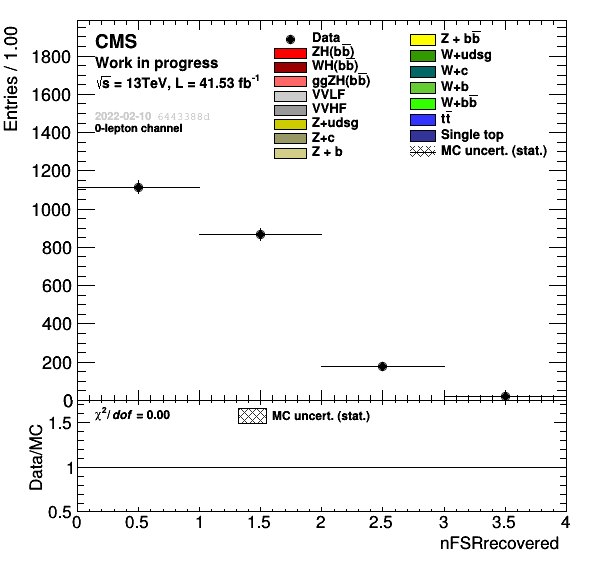 CMS
Work in progress
√s = 13TeV, L = 41.53 fb⁻¹
2022-02-10 6443388d
0-lepton channel
Data
ZH(bb̅)
WH(bb̅)
ggZH(bb̅)
VVLF
VVHF
Z+udsg
Z+c
Z + b
Z + bb̅
W+udsg
W+c
W+b
W+bb̅
tt̅
Single top
MC uncert. (stat.)
Entries / 1.00
1800
1600
1400
1200
1000
800
600
400
200
0
χ²/dof = 0.00
MC uncert. (stat.)
Data/MC
1.5
1
0.5
0 0.5 1 1.5 2 2.5 3 3.5 4
nFSRrecovered